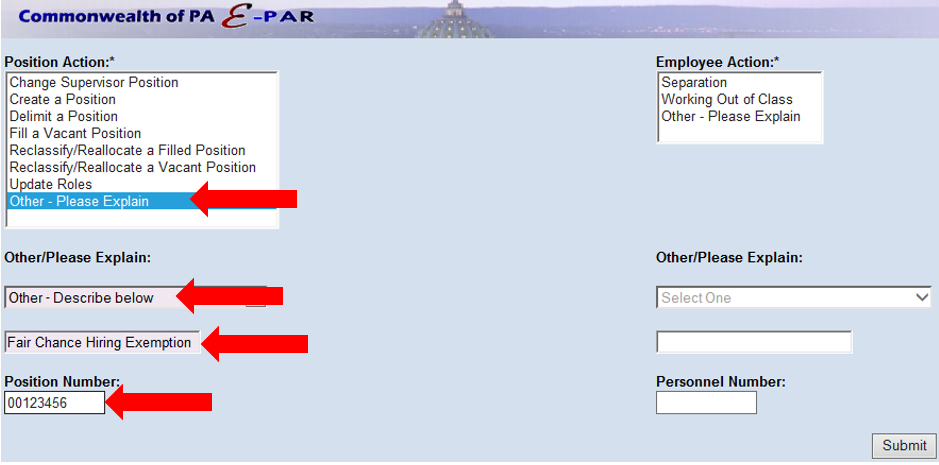 Commonwealth of PA E-PAR
Position Action:*
Change Supervisor Position
Create a Position
Delimit a Position
Fill a Vacant Position
Reclassify/Reallocate a Filled Position
Reclassify/Reallocate a Vacant Position
Update Roles
Other - Please Explain
Employee Action:*
Separation
Working Out of Class
Other - Please Explain
Other/Please Explain:
Other - Describe below
Fair Chance Hiring Exemption
Other/Please Explain:
Select One
Position Number:
00123456
Personnel Number:
Submit